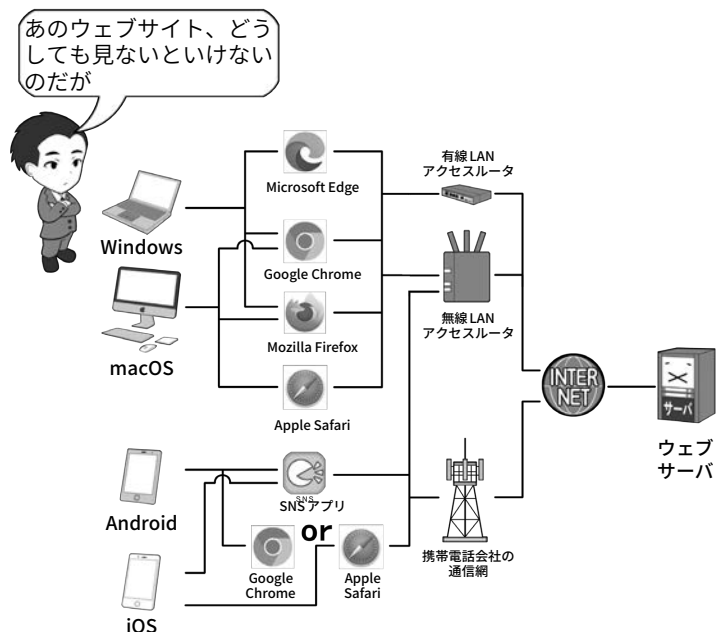 あのウェブサイト、どう
しても見ないといけない
のだが
Microsoft Edge
有線LAN
アクセスルータ
Windows
Google Chrome
無線LAN
アクセスルータ
Mozilla Firefox
macOS
Apple Safari
INTER
NET
サーバ
ウェブ
サーバ
SNS
SNSアプリ
Android
or
Google
Chrome
Apple
Safari
携帯電話会社の
通信網
iOS